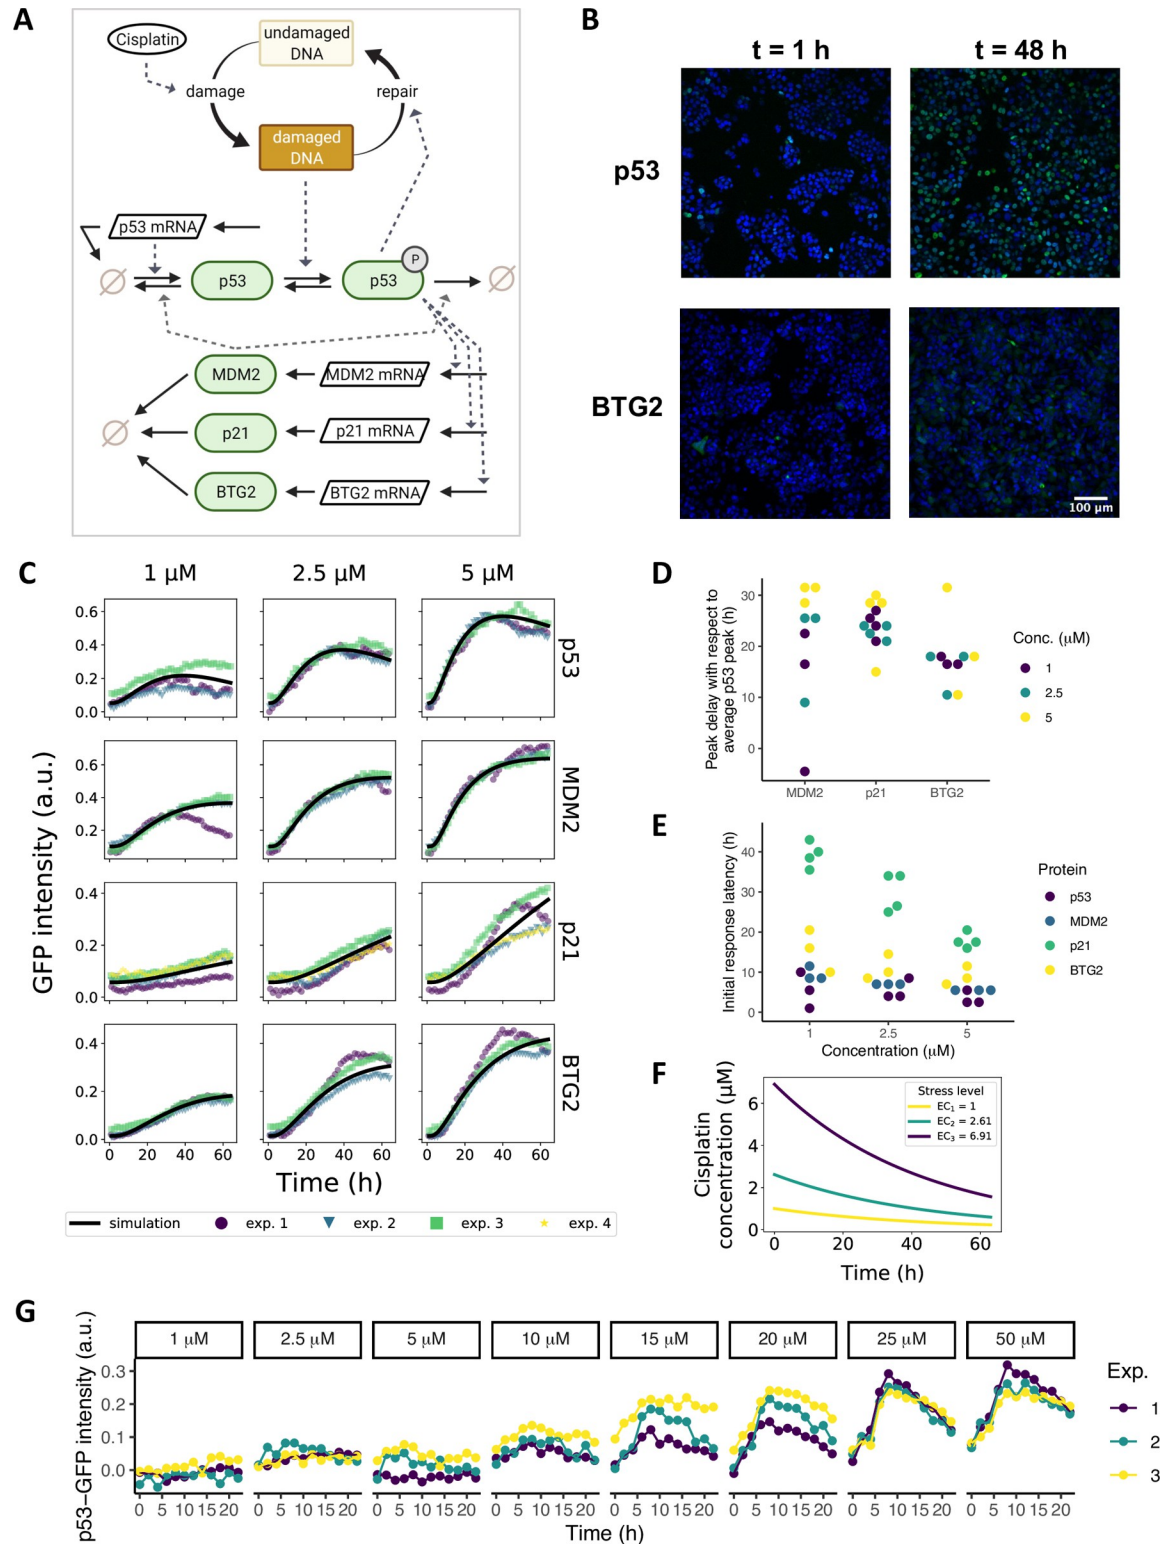 A
Cisplatin
undamaged
DNA
damage
repair
damaged
DNA
p53 mRNA
p53
p53
P
MDM2
MDM2 mRNA
p21
p21 mRNA
BTG2
BTG2 mRNA
B
t = 1 h
t = 48 h
p53
BTG2
100 μm
C
1 μM
2.5 μM
5 μM
GFP intensity (a.u.)
0.6
0.4
0.2
0.0
p53
0.6
0.4
0.2
MDM2
0.4
0.2
0.0
p21
0.4
0.2
0.0
BTG2
0 20 40 60
0 20 40 60
0 20 40 60
Time (h)
simulation
exp. 1
exp. 2
exp. 3
exp. 4
D
Peak delay with respect to
average p53 peak (h)
30
20
10
0
MDM2
p21
BTG2
Conc. (μM)
1
2.5
5
E
Initial response latency (h)
40
30
20
10
0
1
2.5
5
Concentration (μM)
Protein
p53
MDM2
p21
BTG2
F
Cisplatin
concentration (μM)
6
4
2
0
0 20 40 60
Time (h)
Stress level
EC₁ = 1
EC₂ = 2.61
EC₃ = 6.91
G
p53−GFP intensity (a.u.)
1 μM
2.5 μM
5 μM
10 μM
15 μM
20 μM
25 μM
50 μM
0.3
0.2
0.1
0.0
0 5 10 15 20
0 5 10 15 20
0 5 10 15 20
0 5 10 15 20
0 5 10 15 20
0 5 10 15 20
0 5 10 15 20
0 5 10 15 20
Time (h)
Exp.
1
2
3